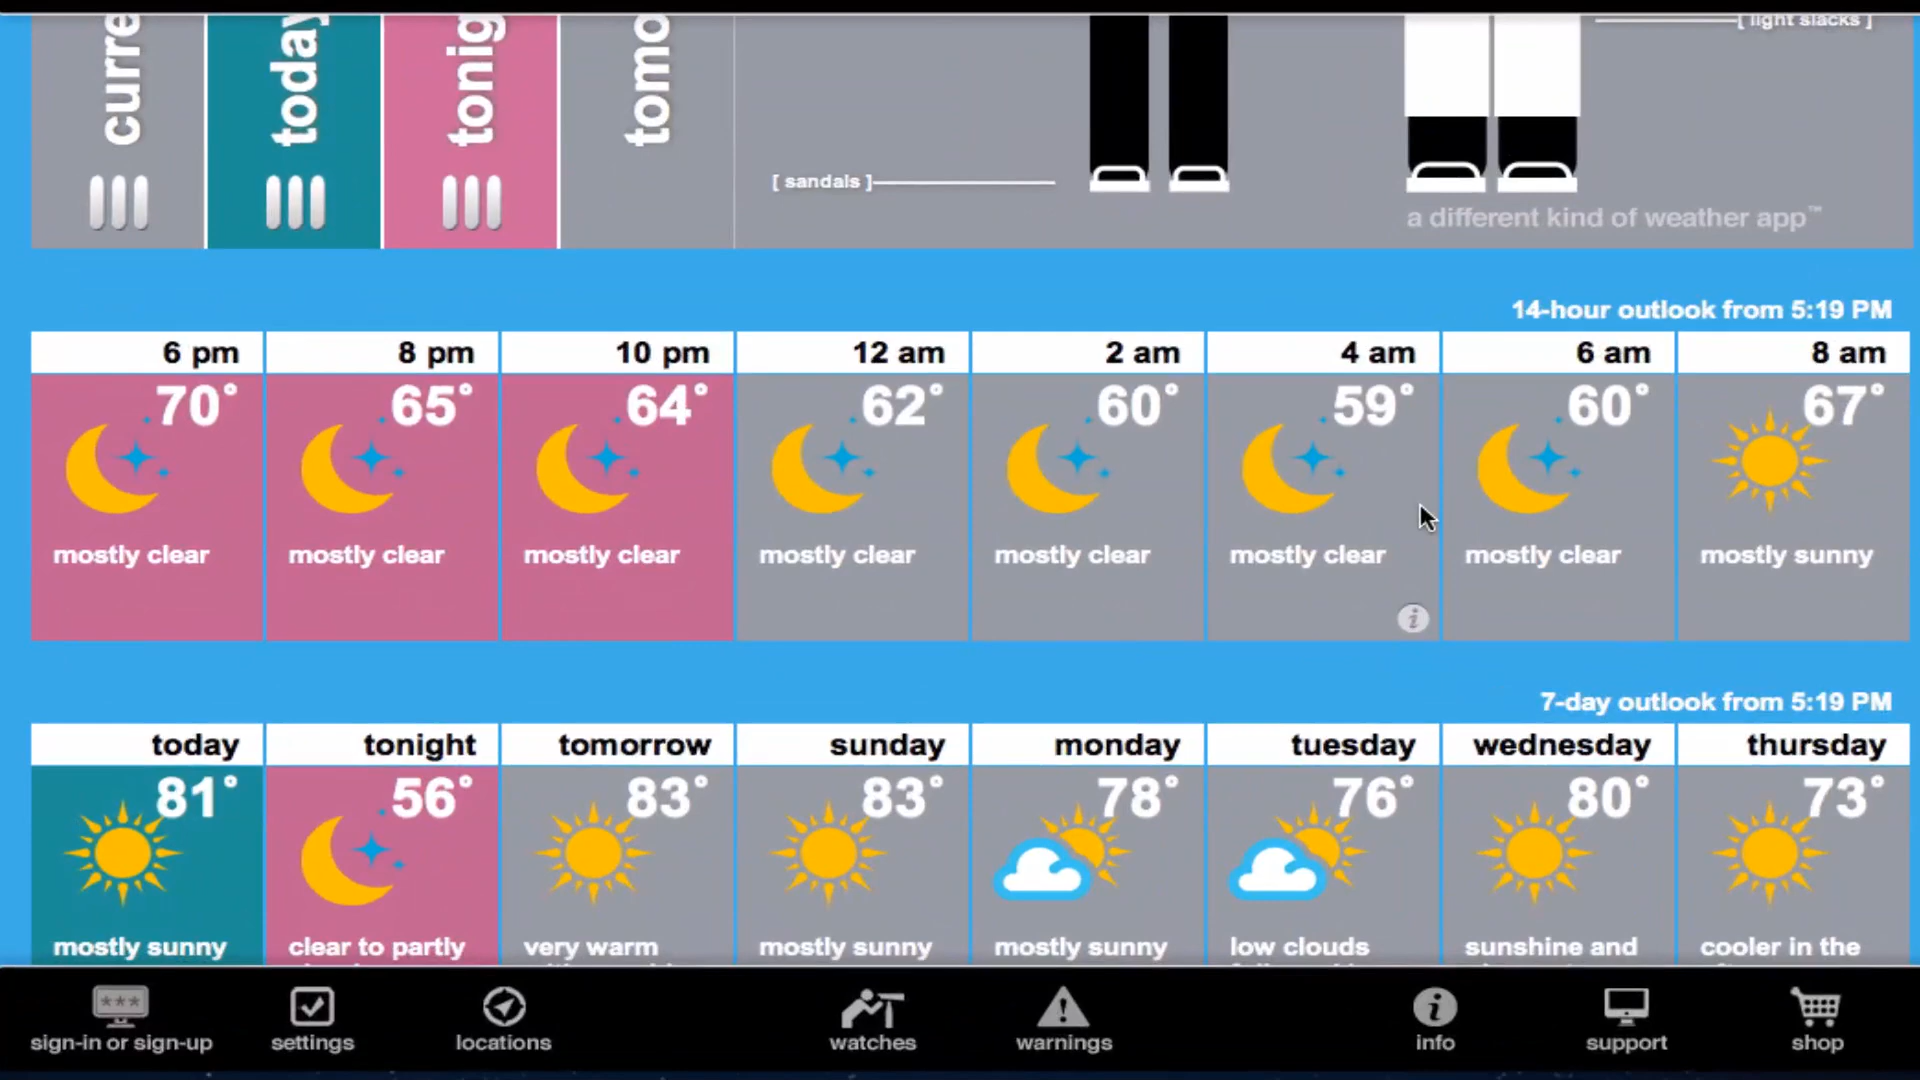 [ light slacks ]
curre
today
tonig
tomo
[ sandals ]
a different kind of weather app™
14-hour outlook from 5:19 PM
6 pm 8 pm 10 pm 12 am 2 am 4 am 6 am 8 am
70° 65° 64° 62° 60° 59° 60° 67°
mostly clear mostly clear mostly clear mostly clear mostly clear mostly clear mostly clear mostly sunny
i
7-day outlook from 5:19 PM
today tonight tomorrow sunday monday tuesday wednesday thursday
81° 56° 83° 83° 78° 76° 80° 73°
mostly sunny clear to partly very warm mostly sunny mostly sunny low clouds sunshine and cooler in the
***
sign-in or sign-up settings locations watches warnings info support shop